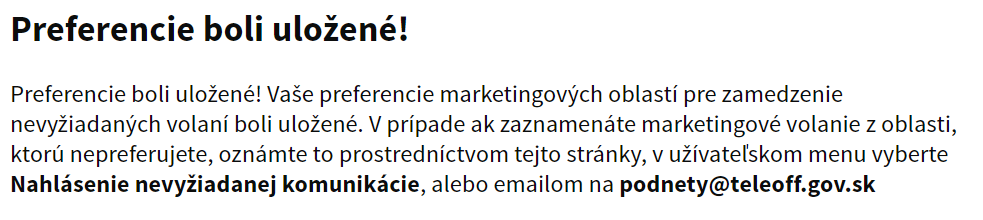 Preferencie boli uložené!
Preferencie boli uložené! Vaše preferencie marketingových oblastí pre zamedzenie
nevyžiadaných volaní boli uložené. V prípade ak zaznamenáte marketingové volanie z oblasti,
ktorú nepreferujete, oznámte to prostredníctvom tejto stránky, v užívateľskom menu vyberte
Nahlásenie nevyžiadanej komunikácie, alebo emailom na podnety@teleoff.gov.sk